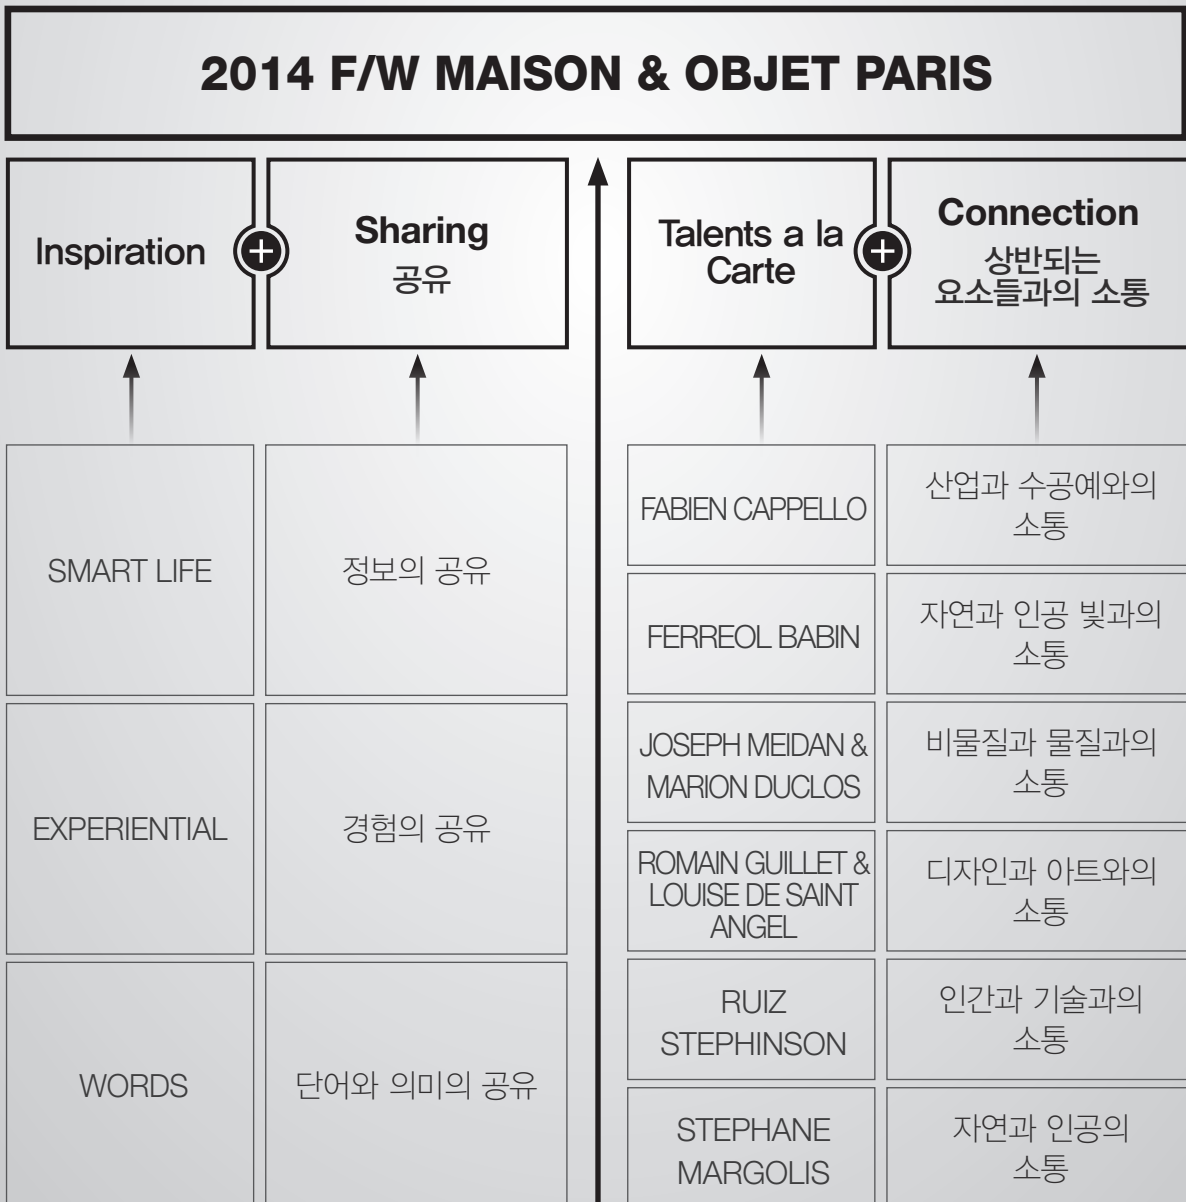 2014 F/W MAISON & OBJET PARIS
Inspiration
Sharing
공유
Talents a la
Carte
Connection
상반되는
요소들과의 소통
SMART LIFE
정보의 공유
EXPERIENTIAL
경험의 공유
WORDS
단어와 의미의 공유
FABIEN CAPPELLO
산업과 수공예와의
소통
FERREOL BABIN
자연과 인공 빛과의
소통
JOSEPH MEIDAN &
MARION DUCLOS
비물질과 물질과의
소통
ROMAIN GUILLET &
LOUISE DE SAINT
ANGEL
디자인과 아트와의
소통
RUIZ
STEPHINSON
인간과 기술과의
소통
STEPHANE
MARGOLIS
자연과 인공의
소통